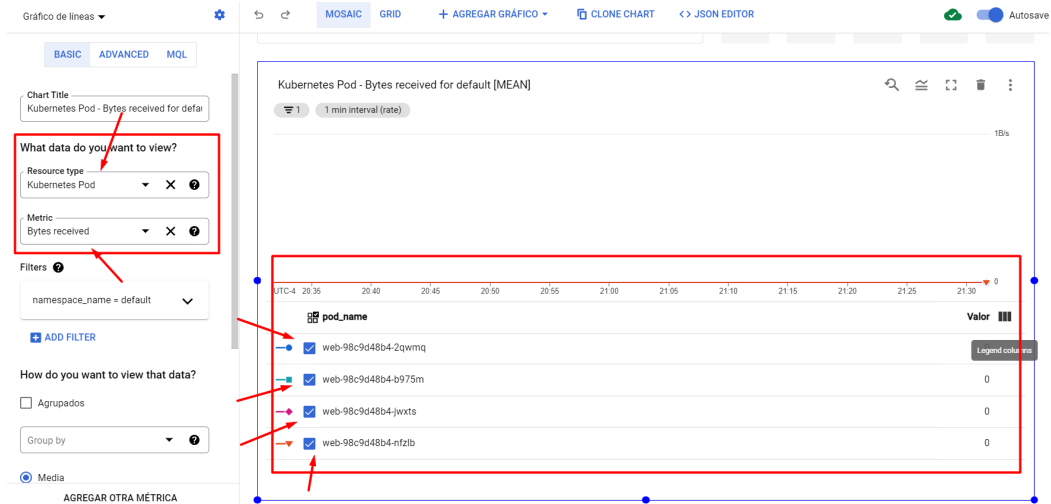 Gráfico de líneas
MOSAIC GRID + AGREGAR GRÁFICO CLONE CHART <> JSON EDITOR Autosave
BASIC ADVANCED MQL
Chart Title
Kubernetes Pod - Bytes received for defau
What data do you want to view?
Resource type
Kubernetes Pod
Metric
Bytes received
Filters
namespace_name = default
ADD FILTER
How do you want to view that data?
Agrupados
Group by
Media
AGREGAR OTRA MÉTRICA
Kubernetes Pod - Bytes received for default [MEAN]
1 1 min interval (rate)
1B/s
0
UTC-4 20:35 20:40 20:45 20:50 20:55 21:00 21:05 21:10 21:15 21:20 21:25 21:30
pod_name Valor
web-98c9d48b4-2qwmq
Legend columns
web-98c9d48b4-b975m 0
web-98c9d48b4-jwxts 0
web-98c9d48b4-nfzlb 0